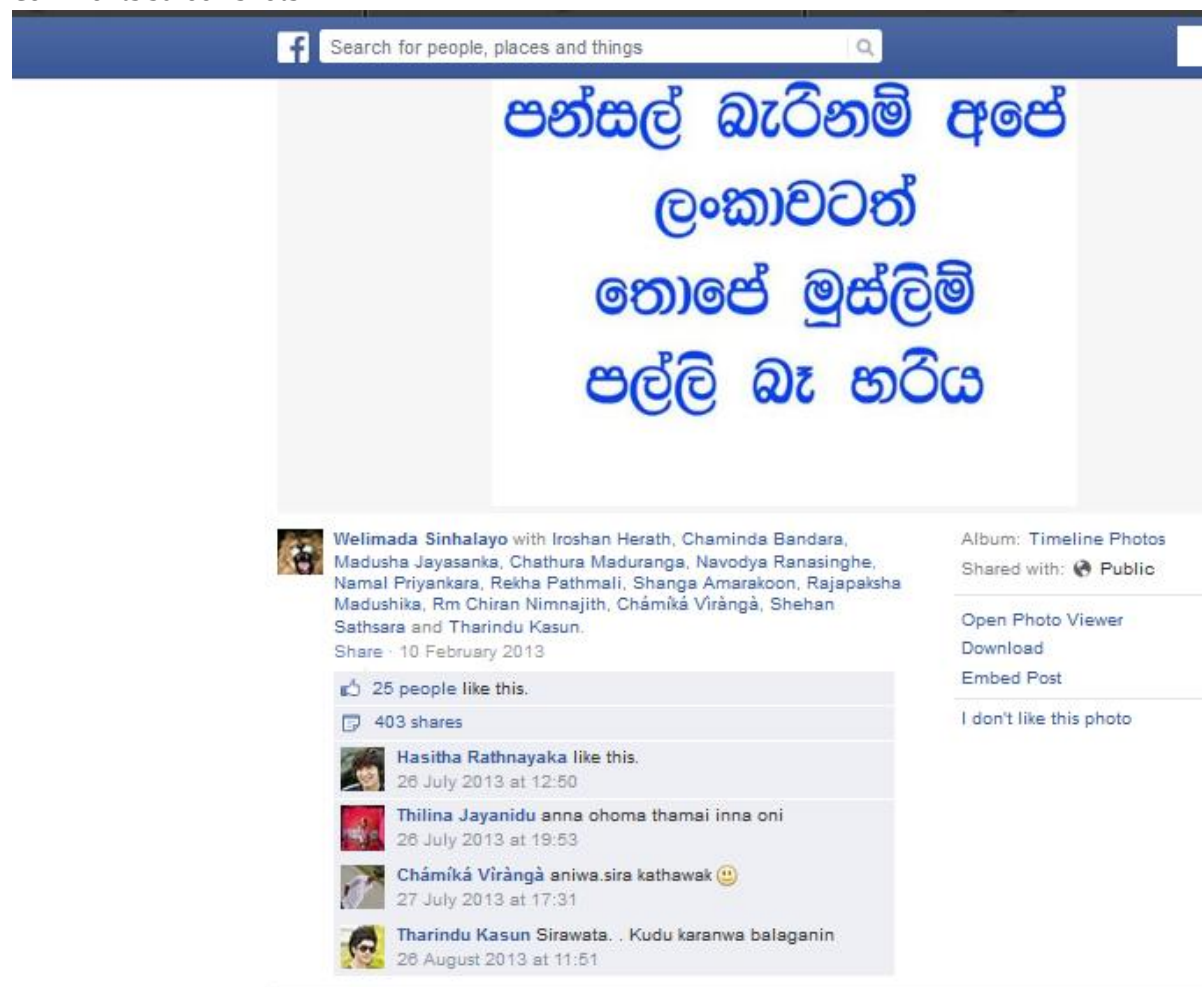 Search for people, places and things
පන්සල් බැරිනම් අපේ
ලංකාවටත්
තොපේ මුස්ලිම්
පල්ලි බෑ හරිය
Welimada Sinhalayo with Iroshan Herath, Chaminda Bandara,
Madusha Jayasanka, Chathura Maduranga, Navodya Ranasinghe,
Namal Priyankara, Rekha Pathmali, Shanga Amarakoon, Rajapaksha
Madushika, Rm Chiran Nimnajith, Chámíká Vìràngà, Shehan
Sathsara and Tharindu Kasun.
Share · 10 February 2013
25 people like this.
403 shares
Hasitha Rathnayaka like this.
26 July 2013 at 12:50
Thilina Jayanidu anna ohoma thamai inna oni
26 July 2013 at 19:53
Chámíká Vìràngà aniwa.sira kathawak
27 July 2013 at 17:31
Tharindu Kasun Sirawata. . Kudu karanwa balaganin
26 August 2013 at 11:51
Album: Timeline Photos
Shared with: Public
Open Photo Viewer
Download
Embed Post
I don't like this photo